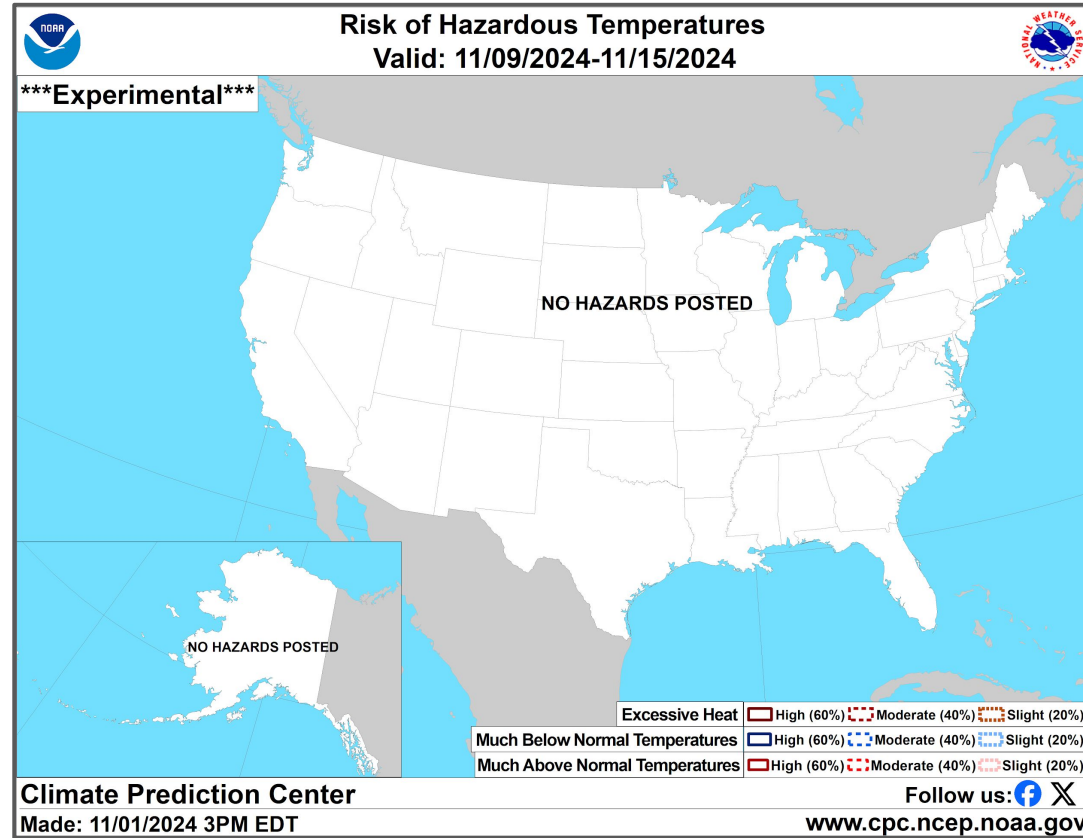 NOAA
Risk of Hazardous Temperatures
Valid: 11/09/2024-11/15/2024
NATIONAL WEATHER SERVICE
***Experimental***
NO HAZARDS POSTED
NO HAZARDS POSTED
Excessive Heat High (60%) Moderate (40%) Slight (20%)
Much Below Normal Temperatures High (60%) Moderate (40%) Slight (20%)
Much Above Normal Temperatures High (60%) Moderate (40%) Slight (20%)
Climate Prediction Center Follow us:
Made: 11/01/2024 3PM EDT www.cpc.ncep.noaa.gov